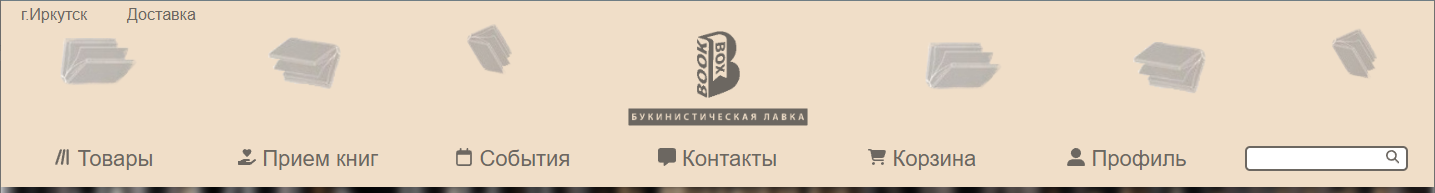 г.Иркутск Доставка
BOOK BOX
БУКИНИСТИЧЕСКАЯ ЛАВКА
Товары Прием книг События Контакты Корзина Профиль